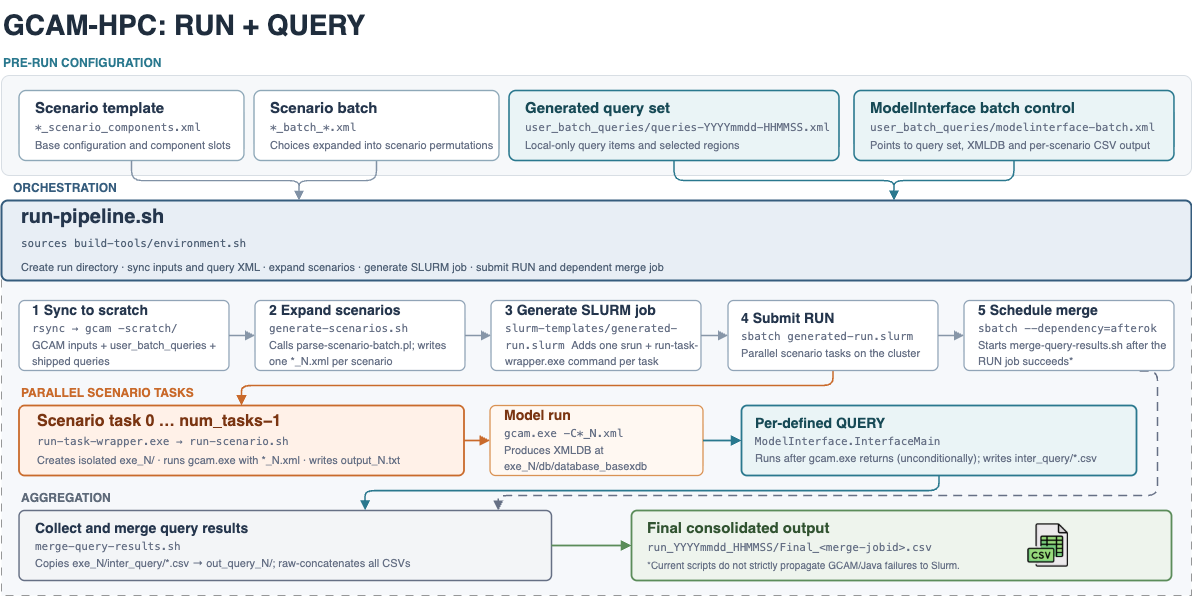 GCAM-HPC: RUN + QUERY
PRE-RUN CONFIGURATION
Scenario template
*_scenario_components.xml
Base configuration and component slots
Scenario batch
*_batch_*.xml
Choices expanded into scenario permutations
Generated query set
user_batch_queries/queries-YYYYmmdd-HHMMSS.xml
Local-only query items and selected regions
ModelInterface batch control
user_batch_queries/modelinterface-batch.xml
Points to query set, XMLDB and per-scenario CSV output
ORCHESTRATION
run-pipeline.sh
sources build-tools/environment.sh
Create run directory · sync inputs and query XML · expand scenarios · generate SLURM job · submit RUN and dependent merge job
1 Sync to scratch
rsync → gcam -scratch/
GCAM inputs + user_batch_queries +
shipped queries
2 Expand scenarios
generate-scenarios.sh
Calls parse-scenario-batch.pl; writes
one *_N.xml per scenario
3 Generate SLURM job
slurm-templates/generated-
run.slurm Adds one srun + run-task-
wrapper.exe command per task
4 Submit RUN
sbatch generated-run.slurm
Parallel scenario tasks on the cluster
5 Schedule merge
sbatch --dependency=afterok
Starts merge-query-results.sh after the
RUN job succeeds*
PARALLEL SCENARIO TASKS
Scenario task 0 … num_tasks–1
run-task-wrapper.exe → run-scenario.sh
Creates isolated exe_N/ · runs gcam.exe with *_N.xml · writes output_N.txt
Model run
gcam.exe -C*_N.xml
Produces XMLDB at
exe_N/db/database_basexdb
Per-defined QUERY
ModelInterface.InterfaceMain
Runs after gcam.exe returns (unconditionally); writes inter_query/*.csv
AGGREGATION
Collect and merge query results
merge-query-results.sh
Copies exe_N/inter_query/*.csv → out_query_N/; raw-concatenates all CSVs
Final consolidated output
run_YYYYmmdd_HHMMSS/Final_<merge-jobid>.csv
*Current scripts do not strictly propagate GCAM/Java failures to Slurm.
CSV